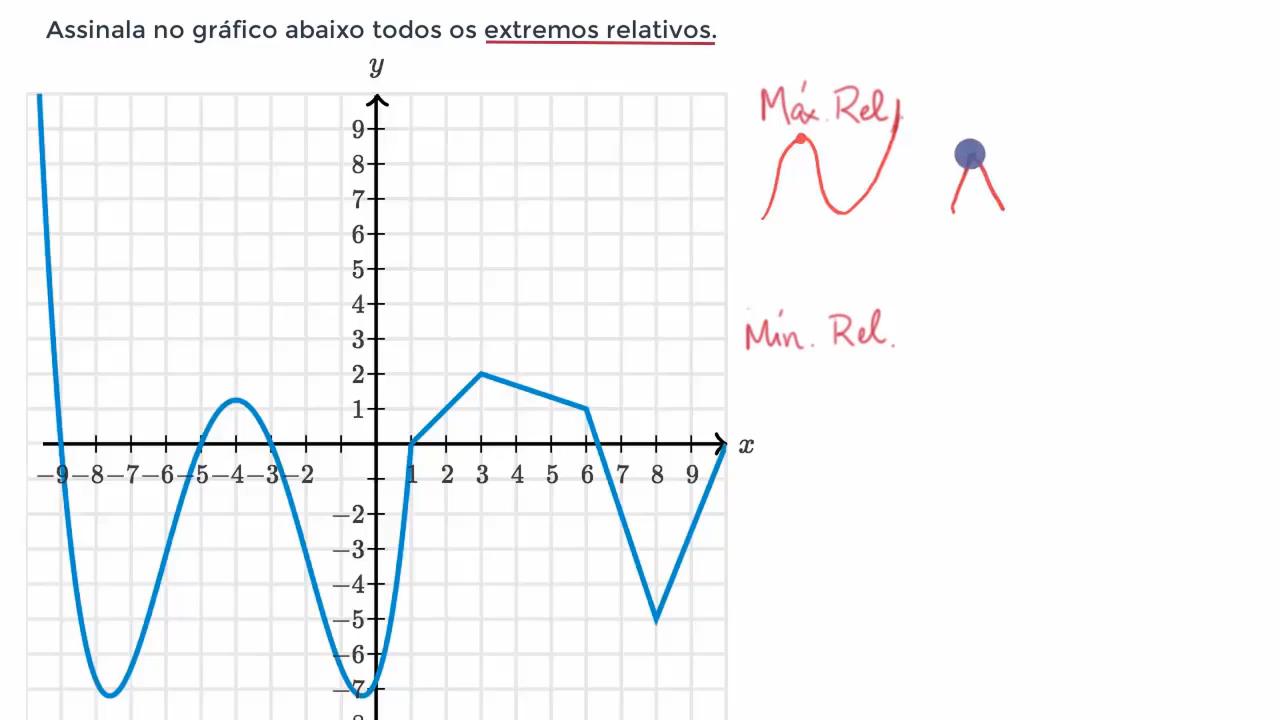 Assinala no gráfico abaixo todos os extremos relativos.
y
Máx. Rel.
9
8
7
6
5
4
3
Mín. Rel.
2
1
x
−9 −8 −7 −6 −5 −4 −3 −2 1 2 3 4 5 6 7 8 9
−2
−3
−4
−5
−6
−7